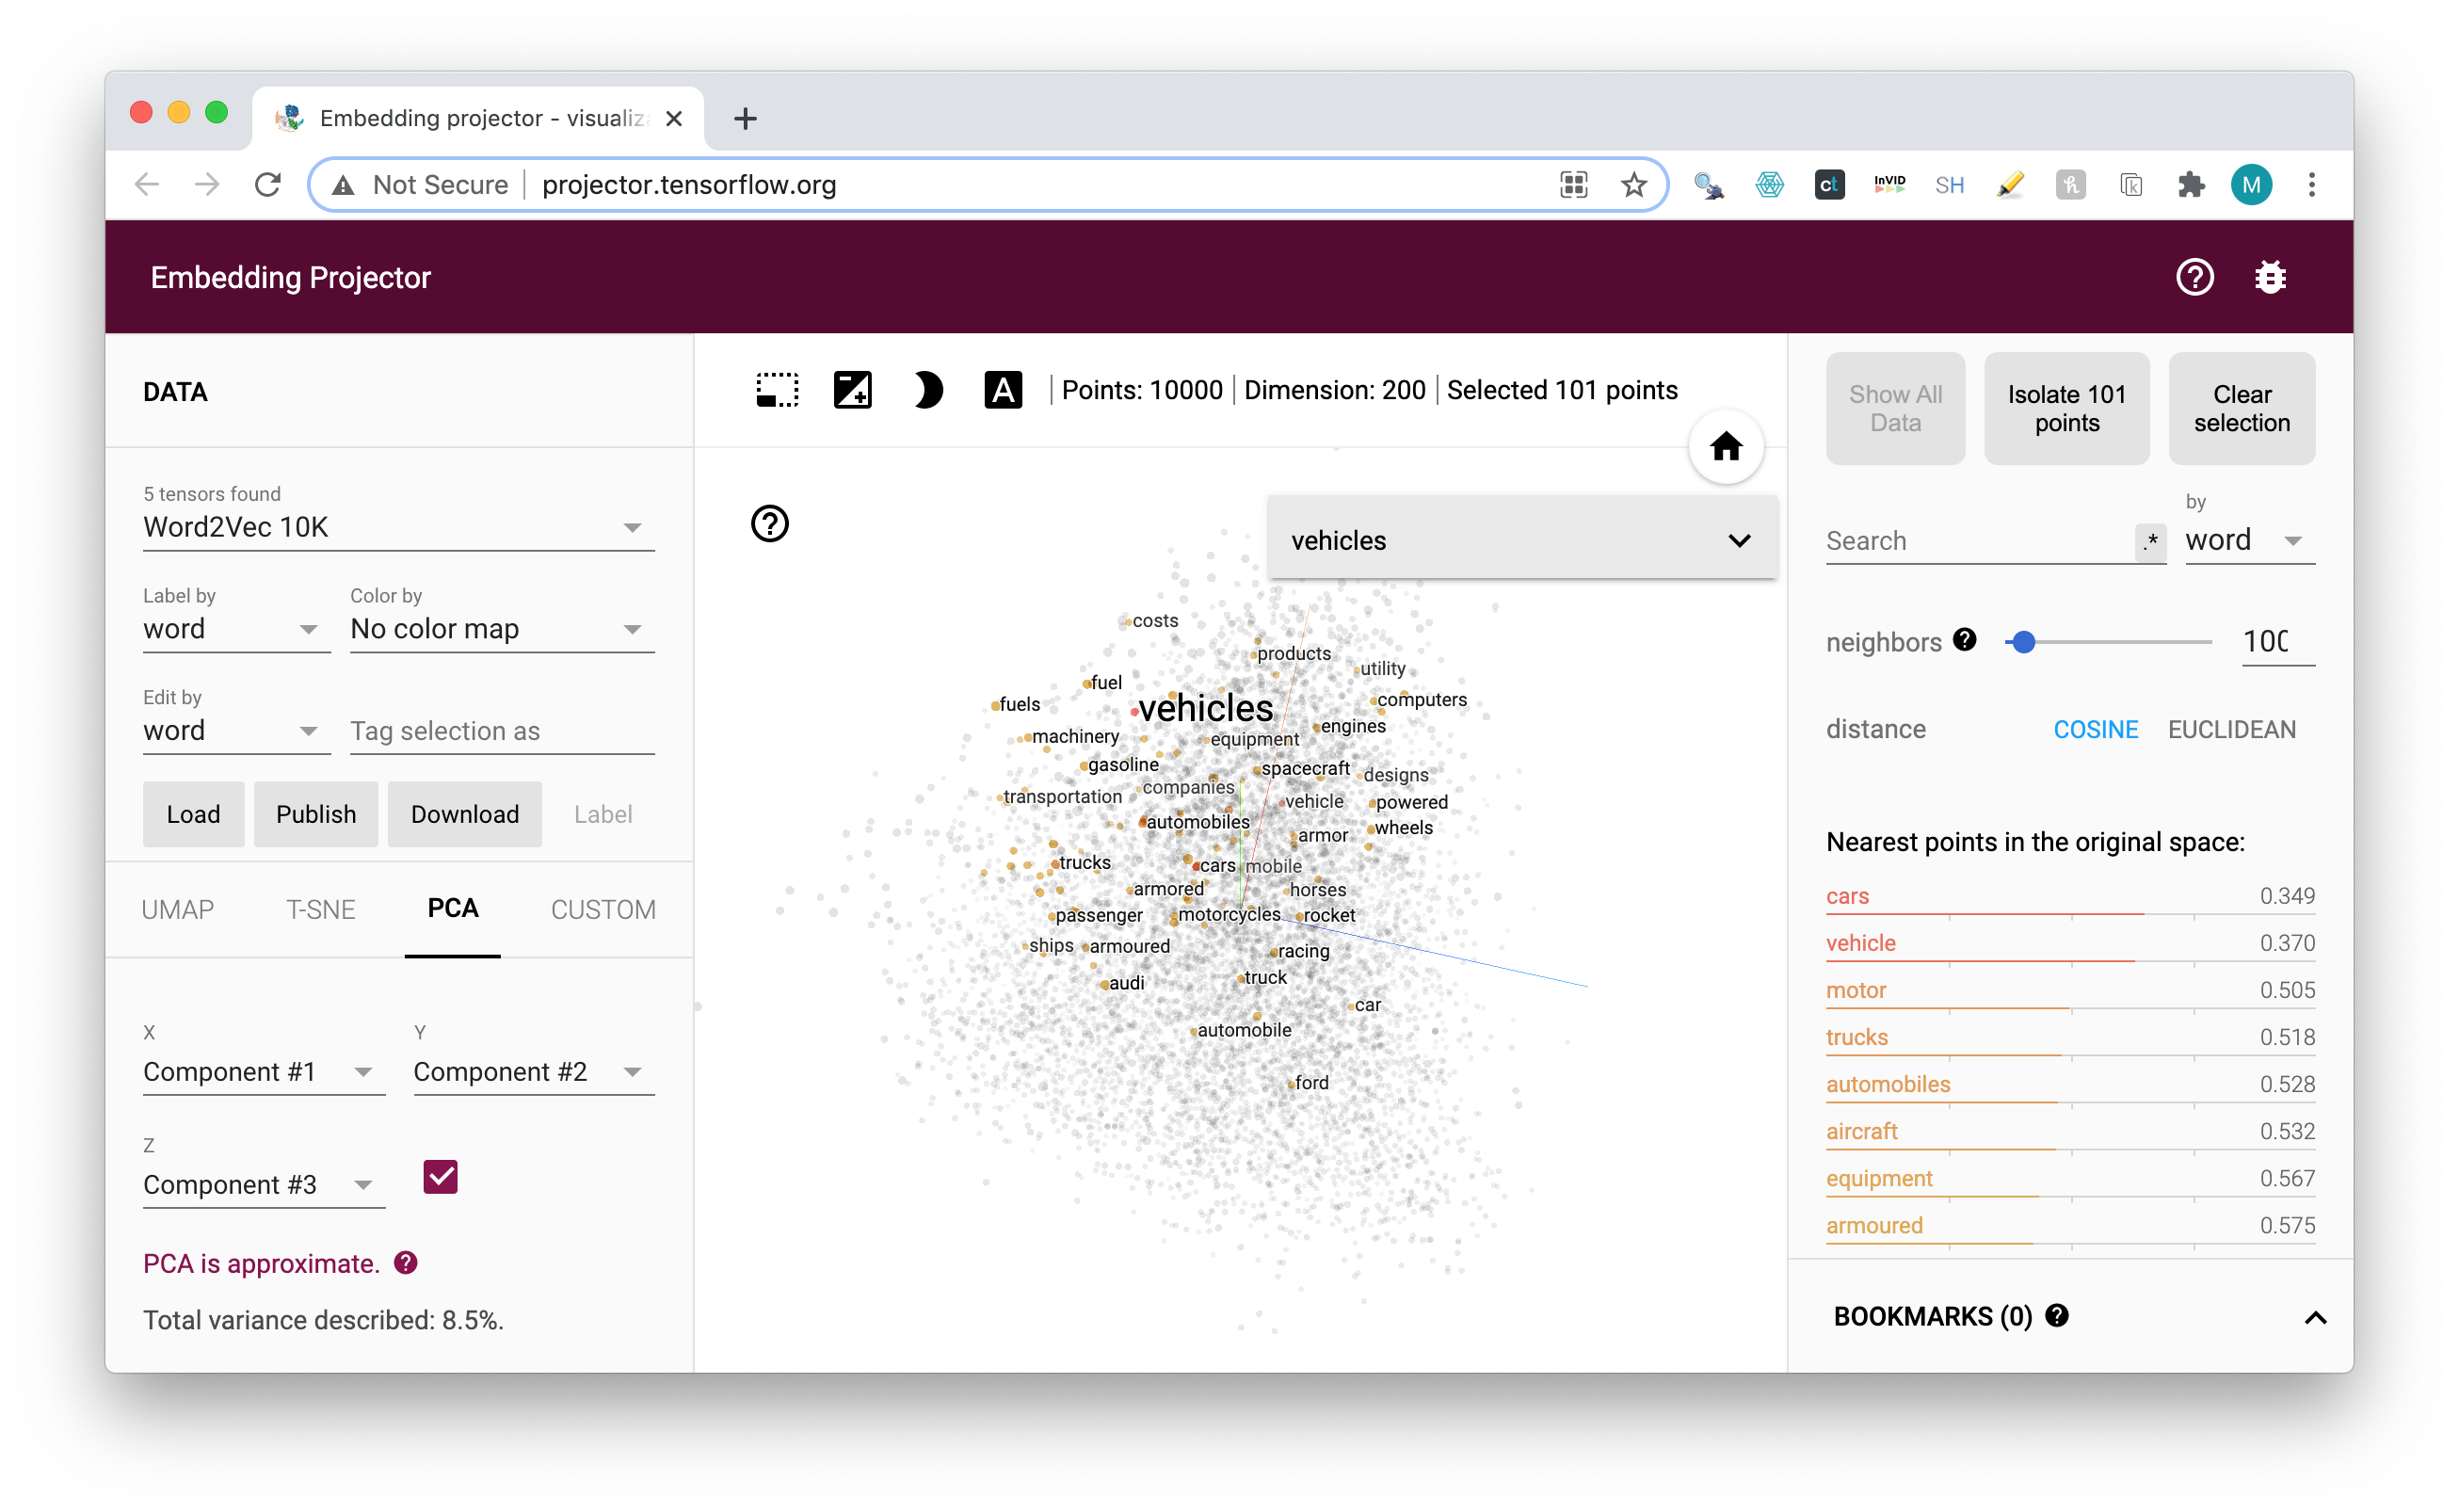 Embedding projector - visualiz
Not Secure projector.tensorflow.org
ct
InVID
SH
h
k
M
Embedding Projector
DATA
5 tensors found
Word2Vec 10K
Label by
word
Color by
No color map
Edit by
word
Tag selection as
Load
Publish
Download
Label
UMAP
T-SNE
PCA
CUSTOM
X
Component #1
Y
Component #2
Z
Component #3
PCA is approximate.
Total variance described: 8.5%.
A
Points: 10000 | Dimension: 200 | Selected 101 points
vehicles
costs
products
utility
fuel
fuels
vehicles
computers
engines
machinery
equipment
gasoline
spacecraft
designs
companies
transportation
vehicle
powered
automobiles
wheels
armor
trucks
cars
mobile
armored
horses
passenger
motorcycles
rocket
ships
armoured
racing
truck
audi
car
automobile
ford
Show All
Data
Isolate 101
points
Clear
selection
Search
.*
by
word
neighbors
100
distance
COSINE
EUCLIDEAN
Nearest points in the original space:
cars 0.349
vehicle 0.370
motor 0.505
trucks 0.518
automobiles 0.528
aircraft 0.532
equipment 0.567
armoured 0.575
BOOKMARKS (0)